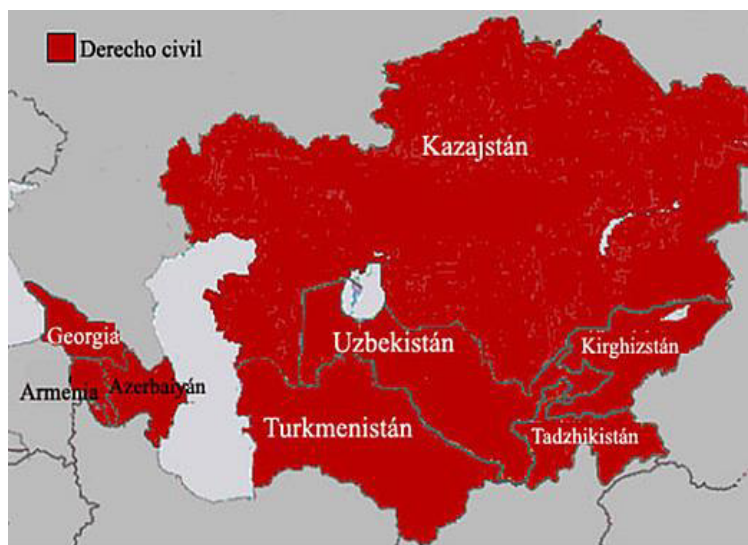 Derecho civil
Kazajstán
Georgia
Uzbekistán
Kirghizstán
Armenia
Azerbaiyán
Turkmenistán
Tadzhikistán